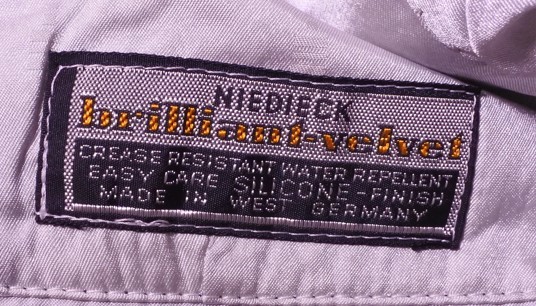 NIEDIECK
brilliant-velvet
CREASE RESISTANT WATER REPELLENT
EASY CARE SILICONE-FINISH
MADE IN WEST GERMANY